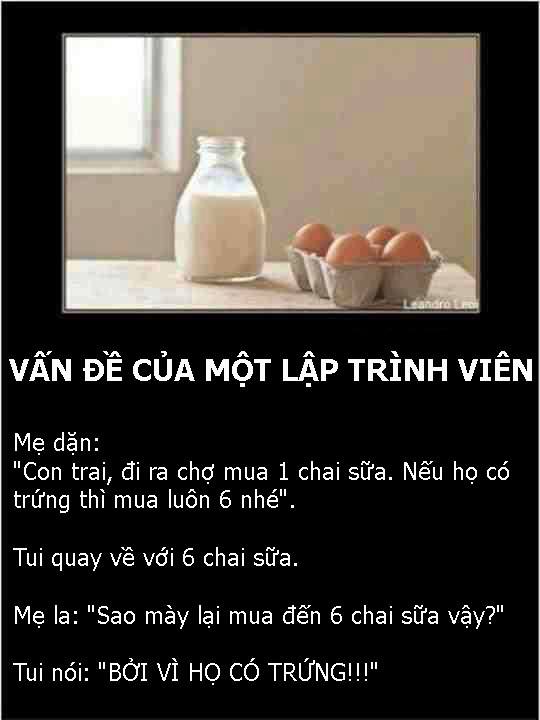 Leandro Leoi
VẤN ĐỀ CỦA MỘT LẬP TRÌNH VIÊN
Mẹ dặn:
"Con trai, đi ra chợ mua 1 chai sữa. Nếu họ có
trứng thì mua luôn 6 nhé".
Tui quay về với 6 chai sữa.
Mẹ la: "Sao mày lại mua đến 6 chai sữa vậy?"
Tui nói: "BỞI VÌ HỌ CÓ TRỨNG!!!"